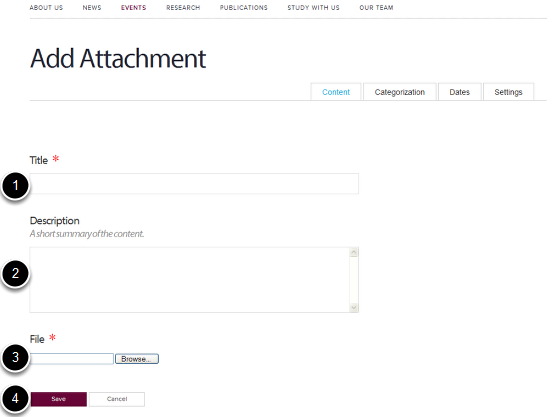 ABOUT US NEWS EVENTS RESEARCH PUBLICATIONS STUDY WITH US OUR TEAM
Add Attachment
Content Categorization Dates Settings
Title *
1
Description
A short summary of the content.
2
File *
3 Browse...
4 Save Cancel